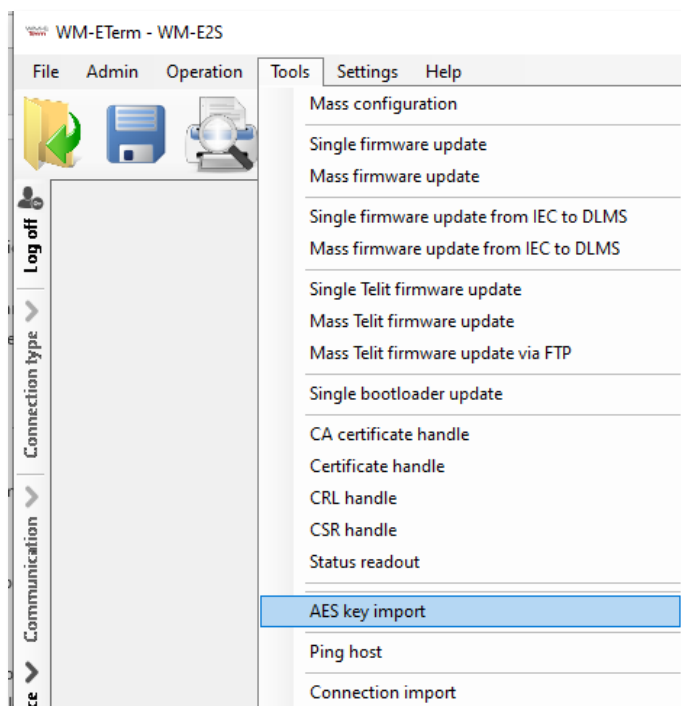 WM-ETerm - WM-E2S
File Admin Operation Tools Settings Help
Mass configuration
Single firmware update
Mass firmware update
Single firmware update from IEC to DLMS
Mass firmware update from IEC to DLMS
Single Telit firmware update
Mass Telit firmware update
Mass Telit firmware update via FTP
Single bootloader update
CA certificate handle
Certificate handle
CRL handle
CSR handle
Status readout
AES key import
Ping host
Connection import
Log off
Connection type
Communication